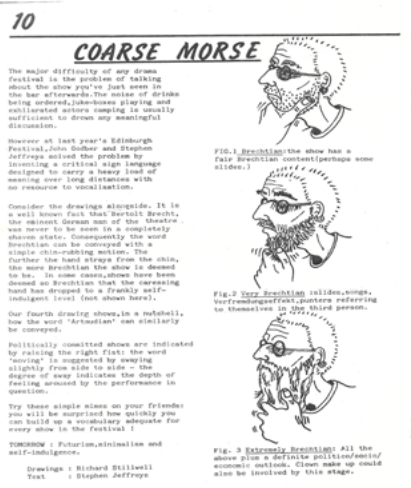 10
COARSE MORSE
The major difficulty of any drama
festival is the problem of talking
about the show you've just seen in
the bar afterwards.The noise of drinks
being ordered,juke-boxes playing and
exhilarated actors camping is usually
sufficient to drown any meaningful
discussion.
However at last year's Edinburgh
Festival,John Godber and Stephen
Jeffreys solved the problem by
inventing a critical sign language
designed to carry a heavy load of
meaning over long distances with
no resource to vocalisation.
Consider the drawings alongside. It is
a well known fact that Bertolt Brecht,
the eminent German man of the theatre
was never to be seen in a completely
shaven state. Consequently the word
Brechtian can be conveyed with a
simple chin-rubbing motion. The
further the hand strays from the chin,
the more Brechtian the show is deemed
to be. In some cases,shows have been
deemed so Brechtian that the caressing
hand has dropped to a frankly self-
indulgent level (not shown here).
Our fourth drawing shows,in a nutshell,
how the word "Artaudian" can similarly
be conveyed.
Politically committed shows are indicated
by raising the right fist: the word
'moving' is suggested by swaying
slightly from side to side - the
degree of sway indicates the depth of
feeling aroused by the performance in
question.
Try these simple mimes on your friends:
you will be surprised how quickly you
can build up a vocabulary adequate for
every show in the festival !
TOMORROW : Futurism,minimalism and
self-indulgence.
Drawings : Richard Stillwell
Text : Stephen Jeffreys
FIG.1 Brechtian:the show has a
fair Brechtian content(perhaps some
slides.)
Fig.2 Very Brechtian :slides,songs,
Verfremdungseffekt,punters referring
to themselves in the third person.
Fig. 3 Extremely Brechtian: All the
above plus a definite political/socio/
economic outlook. Clown make up could
also be involved by this stage.